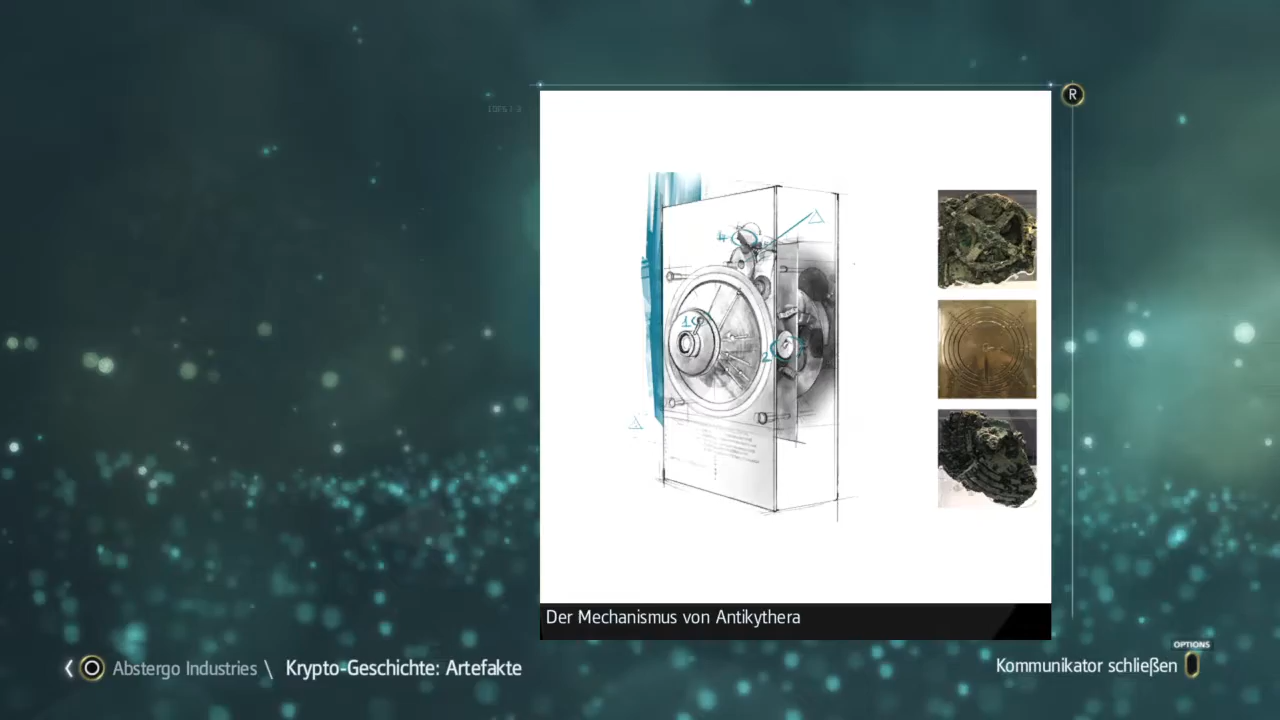 R
Der Mechanismus von Antikythera
OPTIONS
Abstergo Industries \ Krypto-Geschichte: Artefakte
Kommunikator schließen